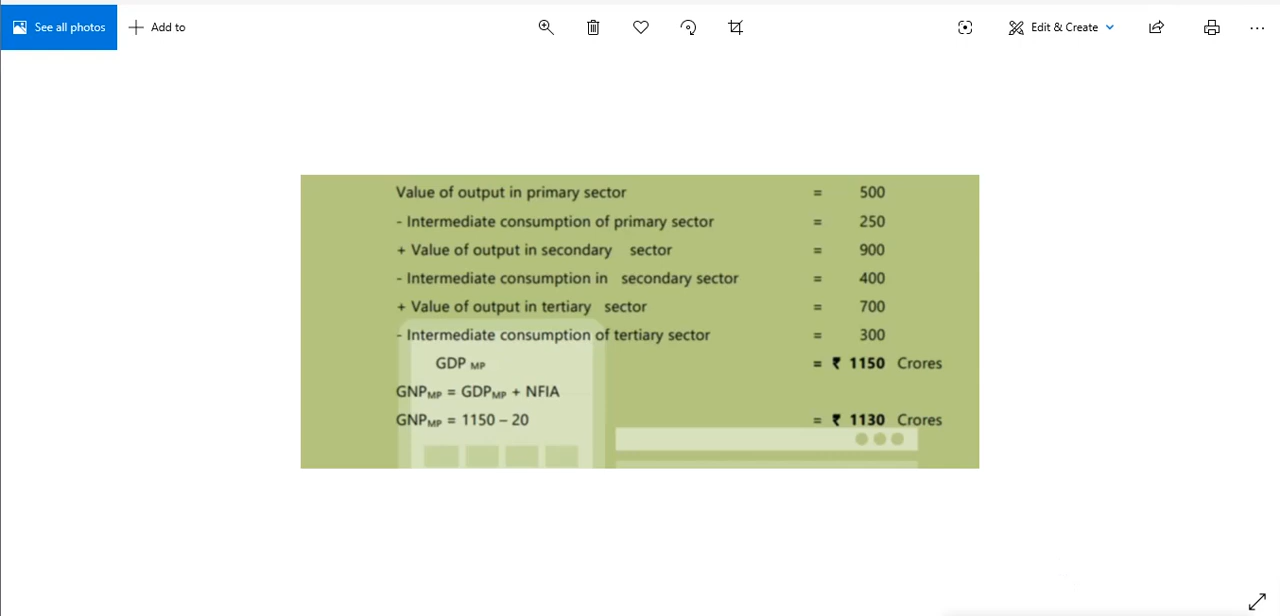 See all photos
Add to
Edit & Create
Value of output in primary sector = 500
- Intermediate consumption of primary sector = 250
+ Value of output in secondary sector = 900
- Intermediate consumption in secondary sector = 400
+ Value of output in tertiary sector = 700
- Intermediate consumption of tertiary sector = 300
GDP MP = ₹ 1150 Crores
GNPMP = GDPMP + NFIA
GNPMP = 1150 – 20 = ₹ 1130 Crores